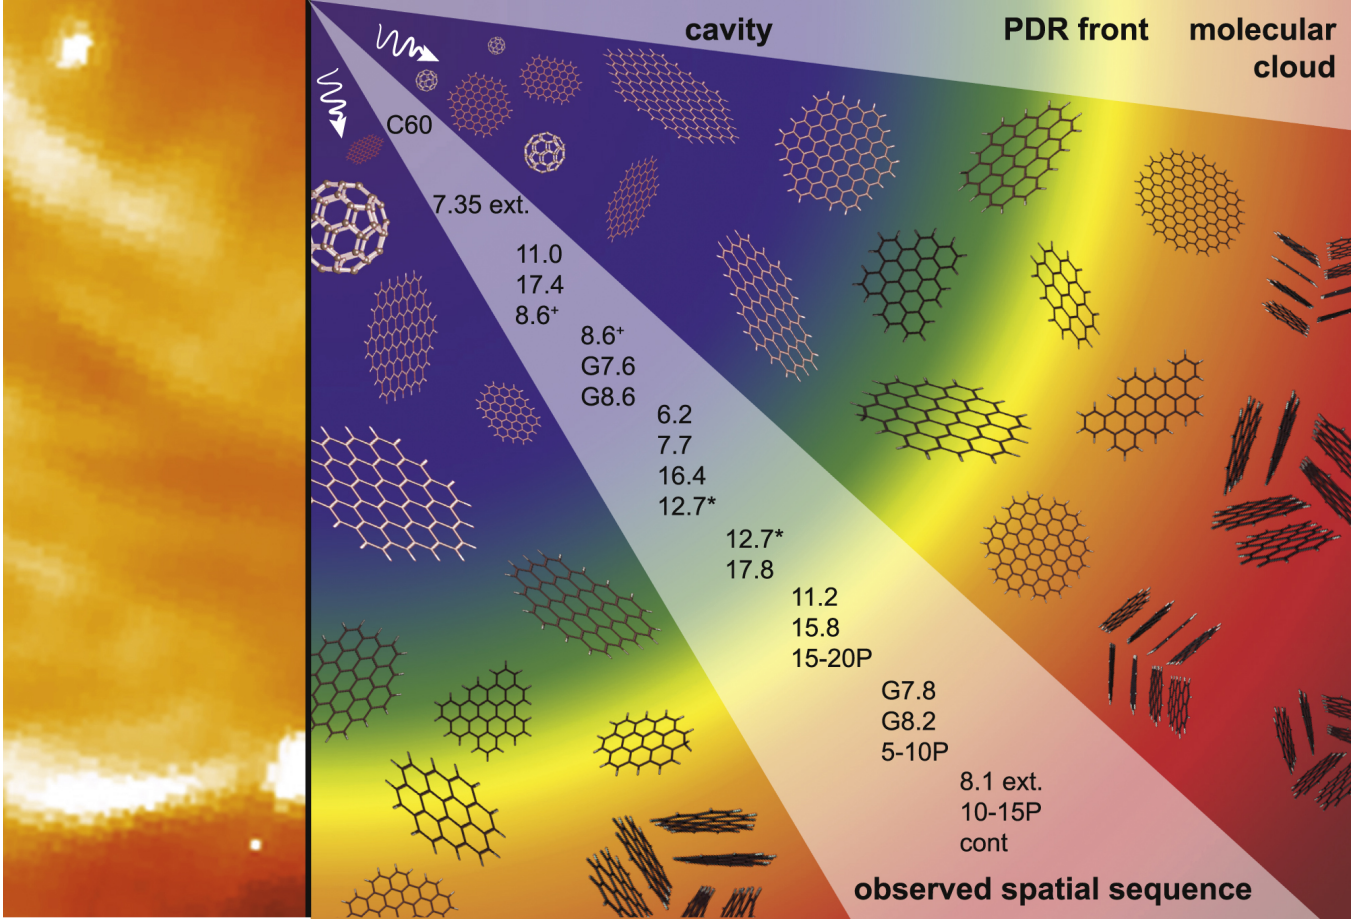 cavity
PDR front
molecular
cloud
C60
7.35 ext.
11.0
17.4
8.6⁺
8.6⁺
G7.6
G8.6
6.2
7.7
16.4
12.7*
12.7*
17.8
11.2
15.8
15-20P
G7.8
G8.2
5-10P
8.1 ext.
10-15P
cont
observed spatial sequence